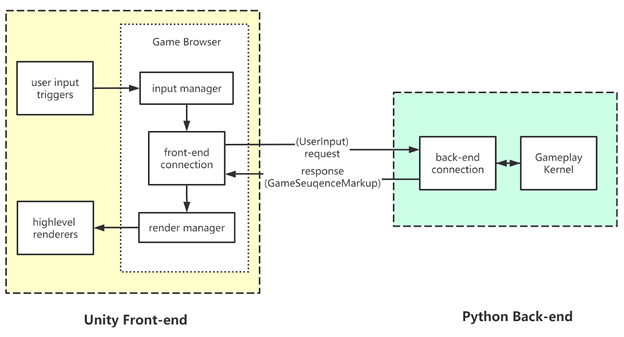 Game Browser
user input
triggers
input manager
front-end
connection
(UserInput)
request
response
(GameSeuqenceMarkup)
back-end
connection
Gameplay
Kernel
highlevel
renderers
render manager
Unity Front-end
Python Back-end